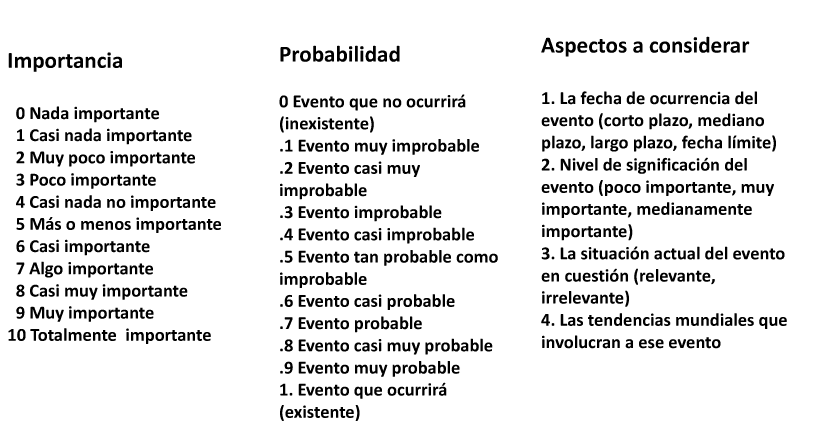 Importancia
0 Nada importante
1 Casi nada importante
2 Muy poco importante
3 Poco importante
4 Casi nada no importante
5 Más o menos importante
6 Casi importante
7 Algo importante
8 Casi muy importante
9 Muy importante
10 Totalmente  importante
Probabilidad
0 Evento que no ocurrirá
(inexistente)
.1 Evento muy improbable
.2 Evento casi muy
improbable
.3 Evento improbable
.4 Evento casi improbable
.5 Evento tan probable como
improbable
.6 Evento casi probable
.7 Evento probable
.8 Evento casi muy probable
.9 Evento muy probable
1. Evento que ocurrirá
(existente)
Aspectos a considerar
1. La fecha de ocurrencia del
evento (corto plazo, mediano
plazo, largo plazo, fecha límite)
2. Nivel de significación del
evento (poco importante, muy
importante, medianamente
importante)
3. La situación actual del evento
en cuestión (relevante,
irrelevante)
4. Las tendencias mundiales que
involucran a ese evento